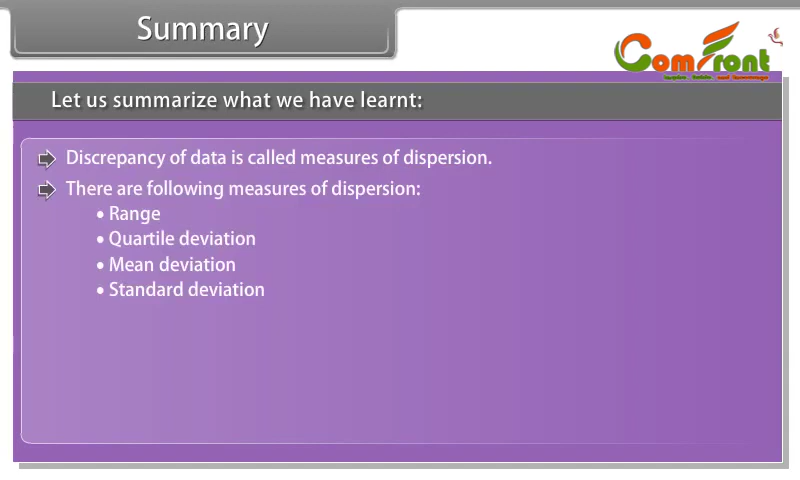 Summary
ComFront
Let us summarize what we have learnt:
Discrepancy of data is called measures of dispersion.
There are following measures of dispersion:
• Range
• Quartile deviation
• Mean deviation
• Standard deviation